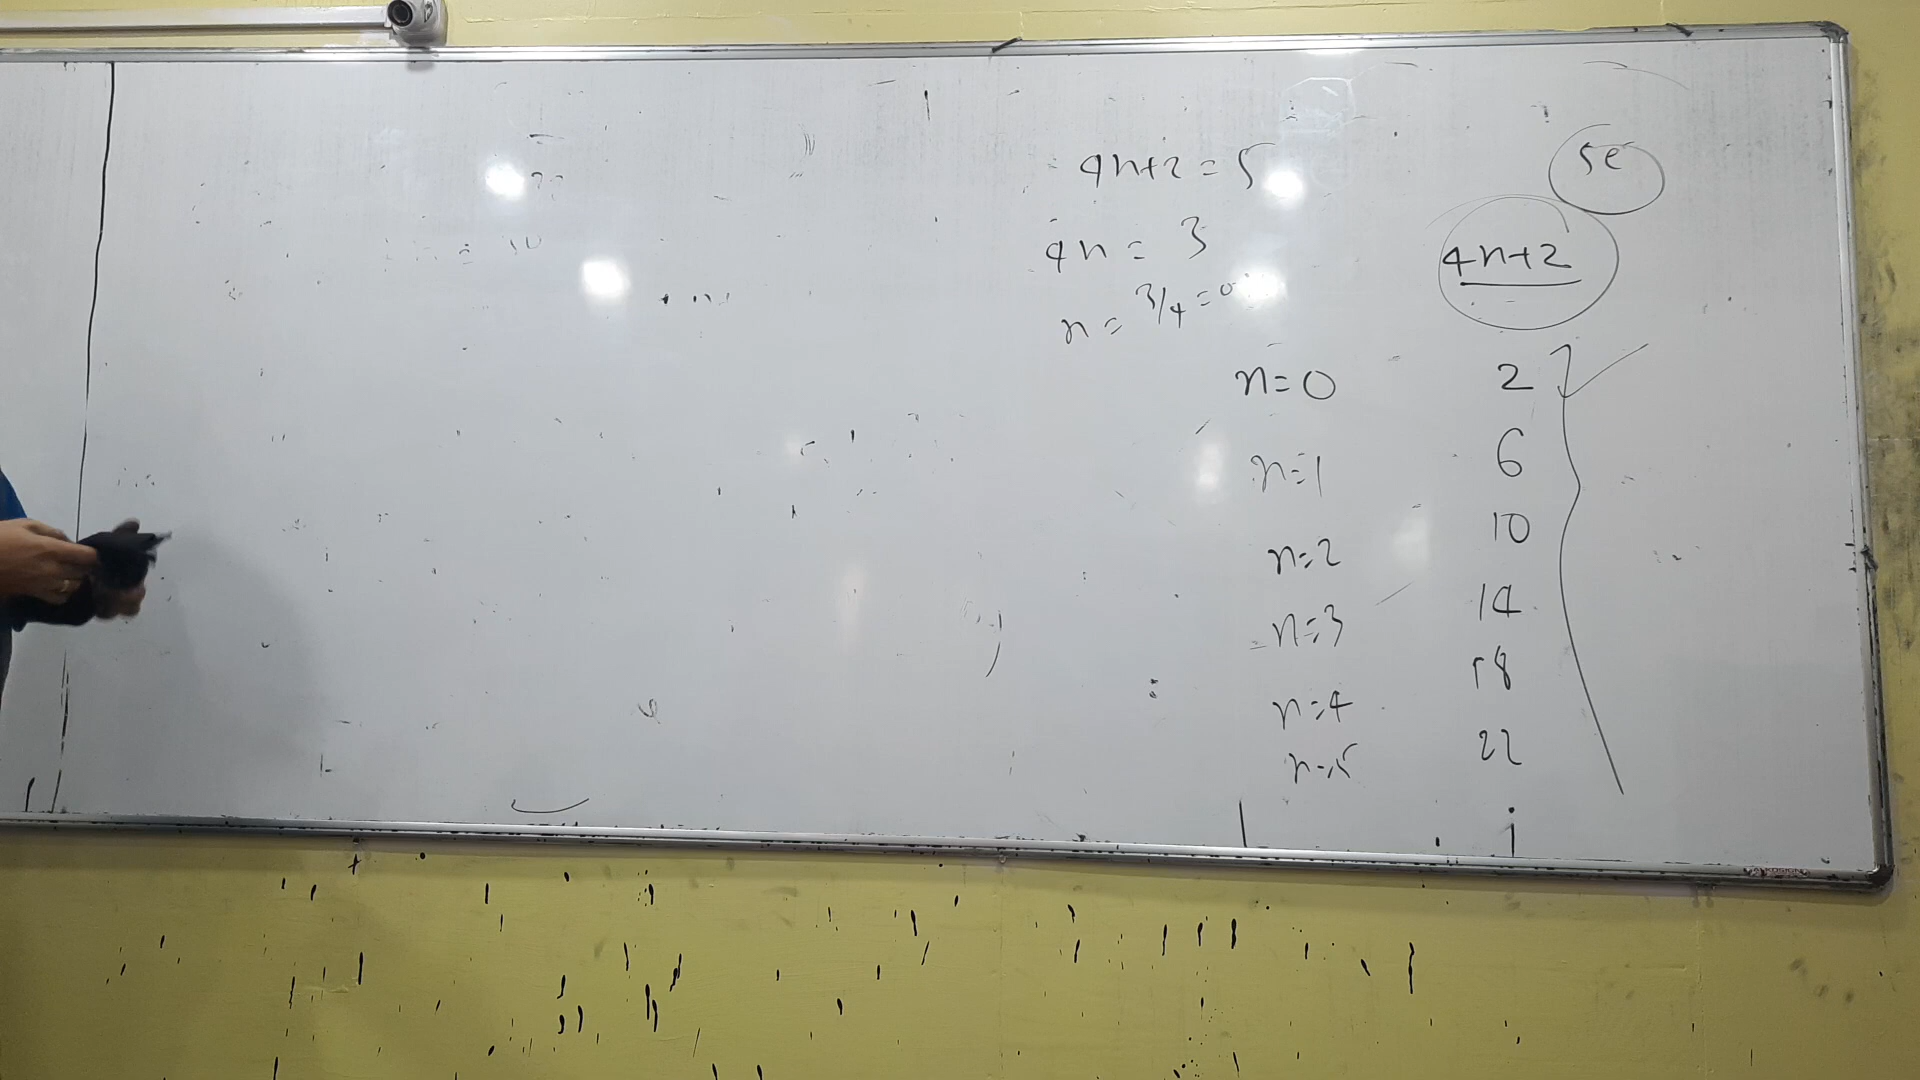 4n+2 = 5
4n = 3
n = 3/4 = 0
5e
4n+2
n=0 2
n=1 6
n=2 10
n=3 14
n=4 18
n=5 22